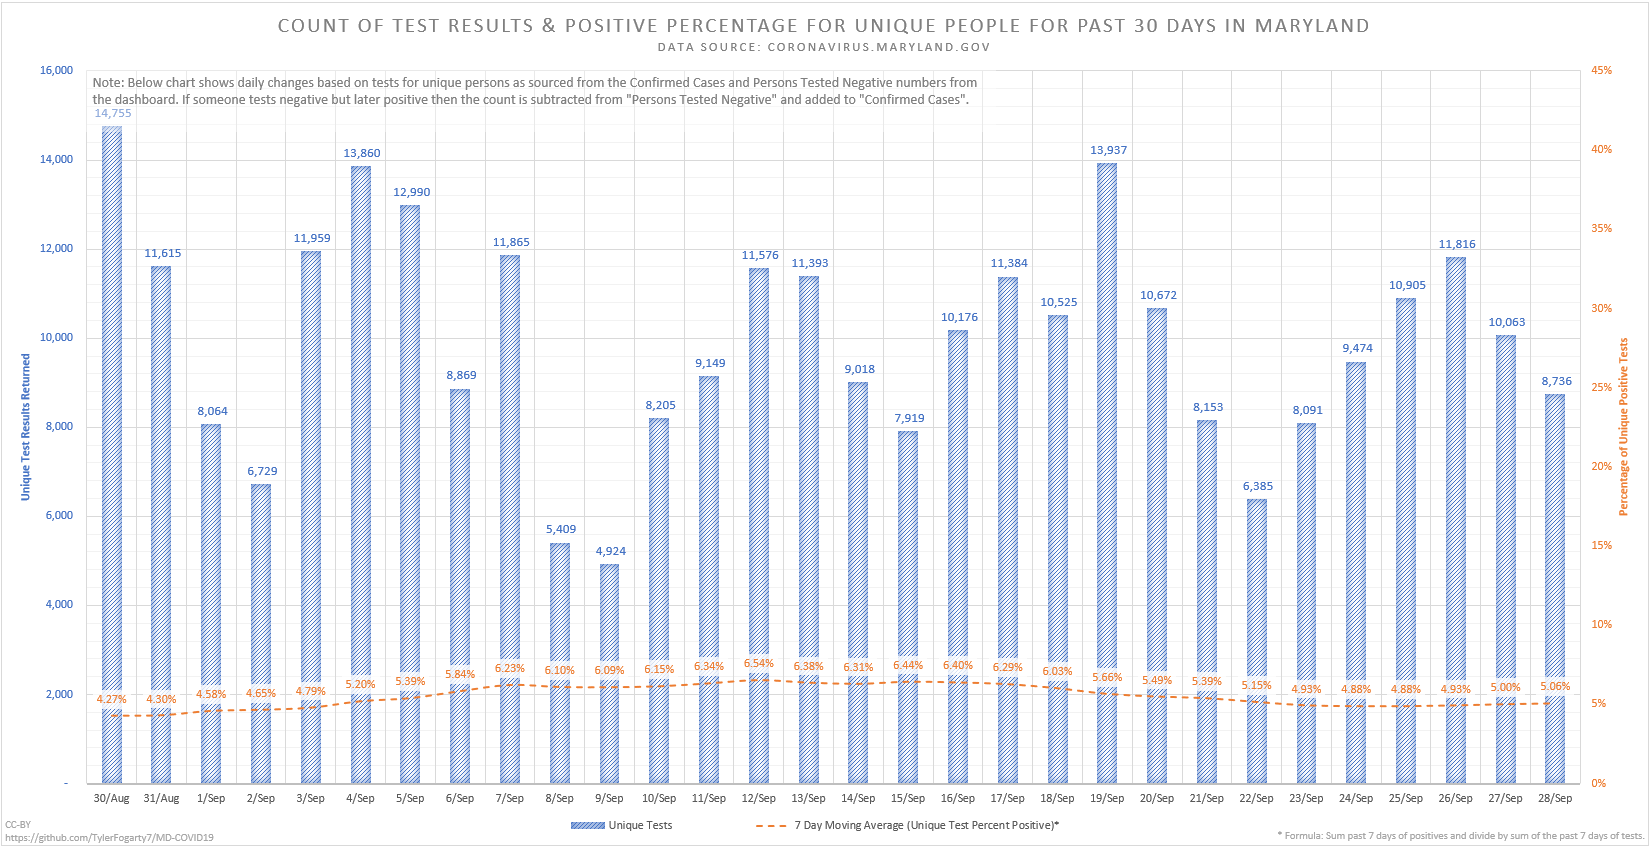 COUNT OF TEST RESULTS & POSITIVE PERCENTAGE FOR UNIQUE PEOPLE FOR PAST 30 DAYS IN MARYLAND
DATA SOURCE: CORONAVIRUS.MARYLAND.GOV
Note: Below chart shows daily changes based on tests for unique persons as sourced from the Confirmed Cases and Persons Tested Negative numbers from
the dashboard. If someone tests negative but later positive then the count is subtracted from "Persons Tested Negative" and added to "Confirmed Cases".
Unique Test Results Returned
16,000
14,000
12,000
10,000
8,000
6,000
4,000
2,000
-
14,755 11,615 8,064 6,729 11,959 13,860 12,990 8,869 11,865 5,409 4,924 8,205 9,149 11,576 11,393 9,018 7,919 10,176 11,384 10,525 13,937 10,672 8,153 6,385 8,091 9,474 10,905 11,816 10,063 8,736
4.27% 4.30% 4.58% 4.65% 4.79% 5.20% 5.39% 5.84% 6.23% 6.10% 6.09% 6.15% 6.34% 6.54% 6.38% 6.31% 6.44% 6.40% 6.29% 6.03% 5.66% 5.49% 5.39% 5.15% 4.93% 4.88% 4.88% 4.93% 5.00% 5.06%
45%
40%
35%
30%
25%
20%
15%
10%
5%
0%
Percentage of Unique Positive Tests
30/Aug 31/Aug 1/Sep 2/Sep 3/Sep 4/Sep 5/Sep 6/Sep 7/Sep 8/Sep 9/Sep 10/Sep 11/Sep 12/Sep 13/Sep 14/Sep 15/Sep 16/Sep 17/Sep 18/Sep 19/Sep 20/Sep 21/Sep 22/Sep 23/Sep 24/Sep 25/Sep 26/Sep 27/Sep 28/Sep
Unique Tests 7 Day Moving Average (Unique Test Percent Positive)*
CC-BY
https://github.com/TylerFogarty7/MD-COVID19
* Formula: Sum past 7 days of positives and divide by sum of the past 7 days of tests.